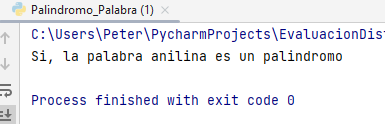 Palindromo_Palabra (1)
C:\Users\Peter\PycharmProjects\EvaluacionDis
Si, la palabra anilina es un palindromo
Process finished with exit code 0